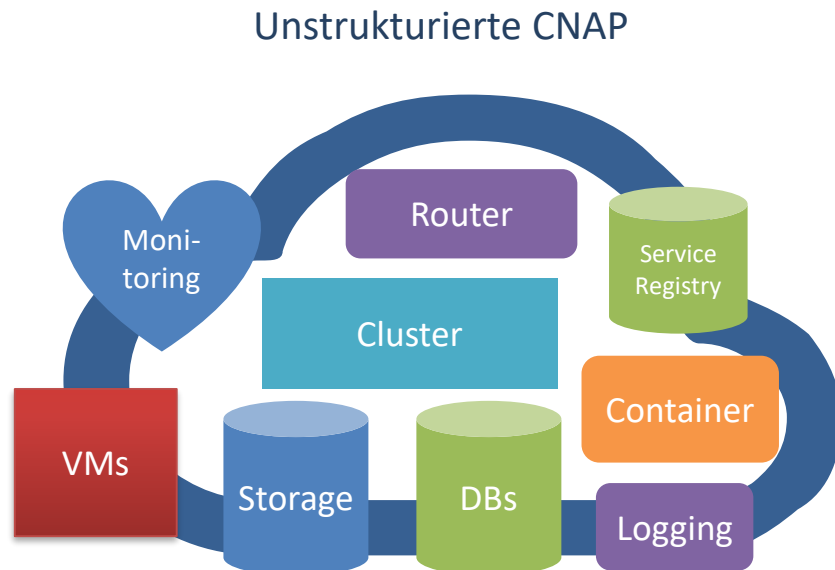 Unstrukturierte CNAP
Router
Moni-
toring
Service
Registry
Cluster
Container
VMs
Storage
DBs
Logging